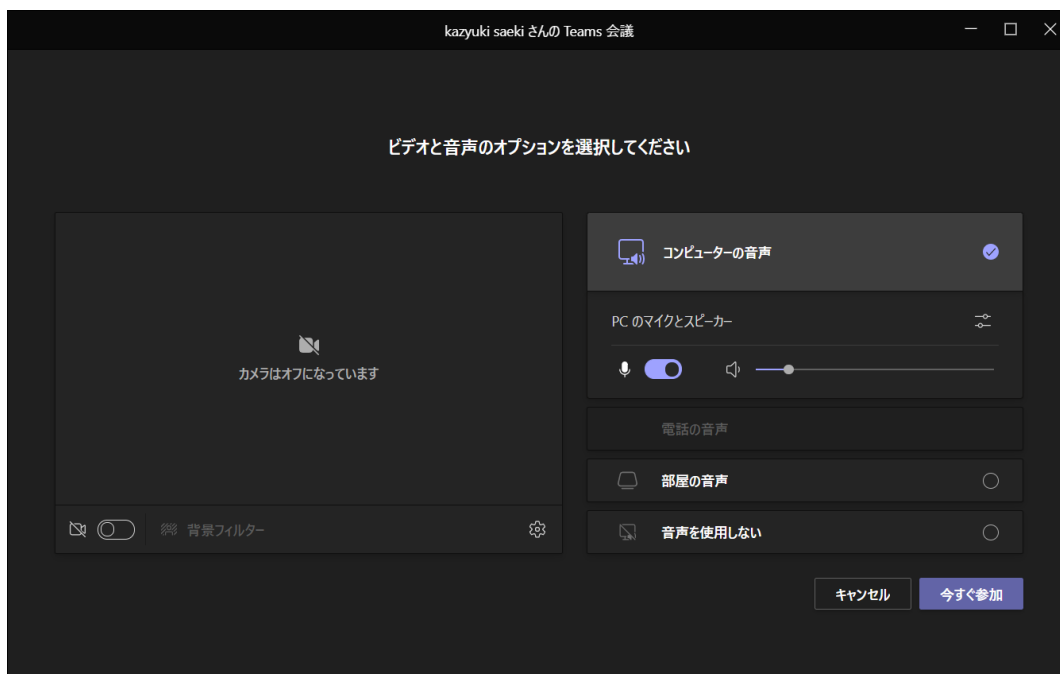 kazyuki saeki さんの Teams 会議
ビデオと音声のオプションを選択してください
カメラはオフになっています
背景フィルター
コンピューターの音声
PC のマイクとスピーカー
電話の音声
部屋の音声
音声を使用しない
キャンセル
今すぐ参加